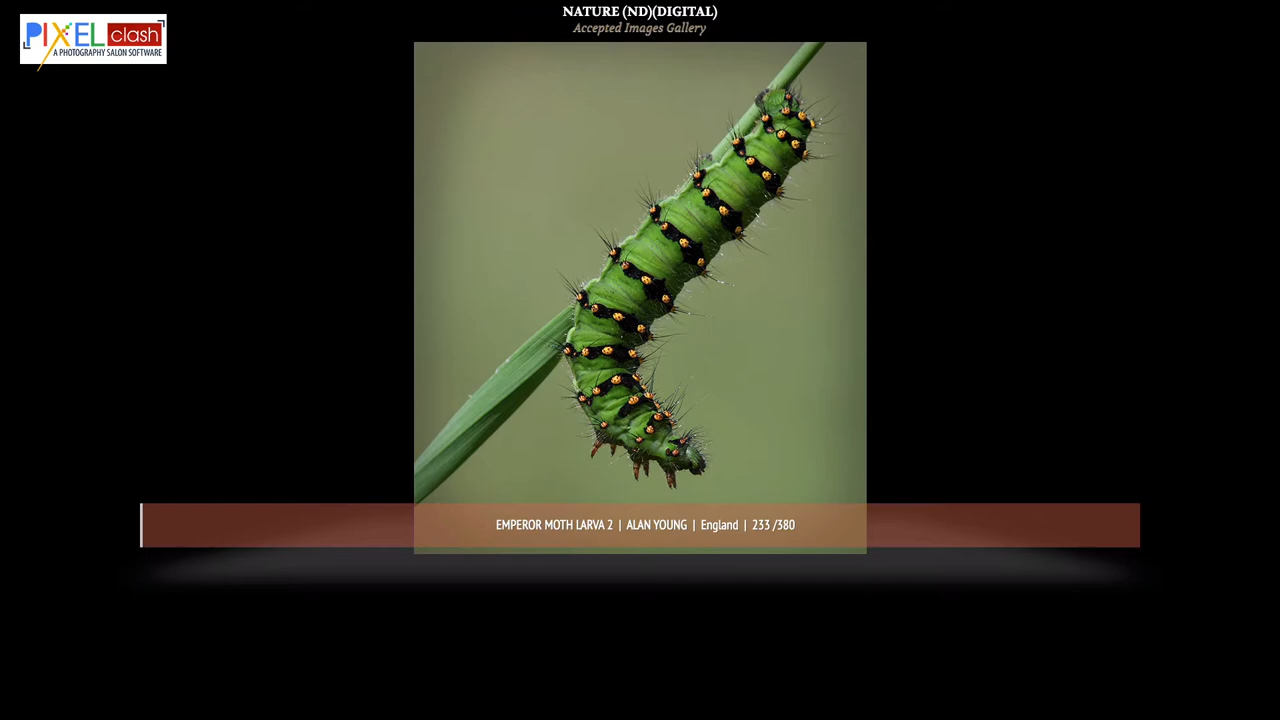 NATURE (ND)(DIGITAL)
Accepted Images Gallery
PIXEL clash
A PHOTOGRAPHY SALON SOFTWARE
EMPEROR MOTH LARVA 2 | ALAN YOUNG | England | 233 /380